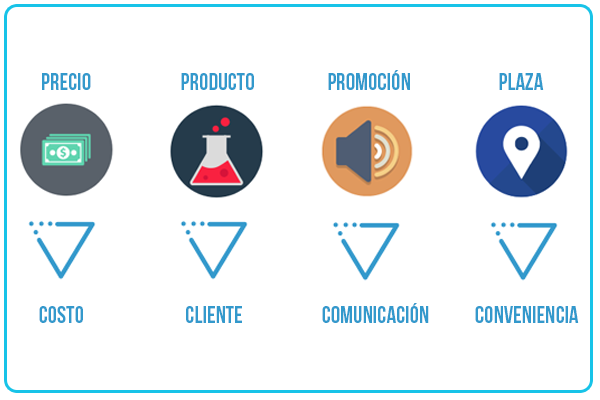 PRECIO
PRODUCTO
PROMOCIÓN
PLAZA
$
COSTO
CLIENTE
COMUNICACIÓN
CONVENIENCIA